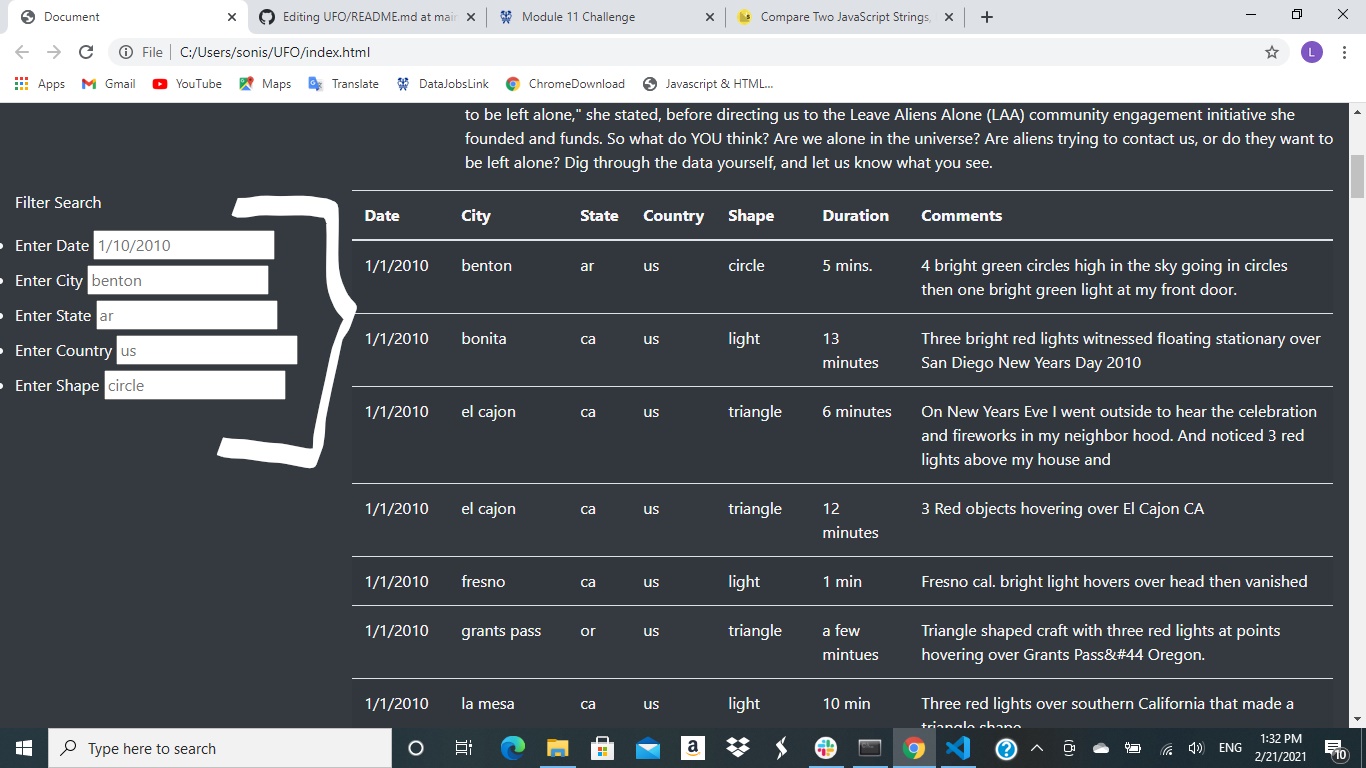 Document
Editing UFO/README.md at mair
Module 11 Challenge
Compare Two JavaScript Strings,
File C:/Users/sonis/UFO/index.html
L
Apps Gmail YouTube Maps Translate DataJobsLink ChromeDownload Javascript & HTML...
to be left alone," she stated, before directing us to the Leave Aliens Alone (LAA) community engagement initiative she
founded and funds. So what do YOU think? Are we alone in the universe? Are aliens trying to contact us, or do they want to
be left alone? Dig through the data yourself, and let us know what you see.
Filter Search
Enter Date 1/10/2010
Enter City benton
Enter State ar
Enter Country us
Enter Shape circle
Date City State Country Shape Duration Comments
1/1/2010 benton ar us circle 5 mins. 4 bright green circles high in the sky going in circles
then one bright green light at my front door.
1/1/2010 bonita ca us light 13 Three bright red lights witnessed floating stationary over
minutes San Diego New Years Day 2010
1/1/2010 el cajon ca us triangle 6 minutes On New Years Eve I went outside to hear the celebration
and fireworks in my neighbor hood. And noticed 3 red
lights above my house and
1/1/2010 el cajon ca us triangle 12 3 Red objects hovering over El Cajon CA
minutes
1/1/2010 fresno ca us light 1 min Fresno cal. bright light hovers over head then vanished
1/1/2010 grants pass or us triangle a few Triangle shaped craft with three red lights at points
mintues hovering over Grants Pass&#44 Oregon.
1/1/2010 la mesa ca us light 10 min Three red lights over southern California that made a
triangle shape
Type here to search
ENG
1:32 PM
2/21/2021
10